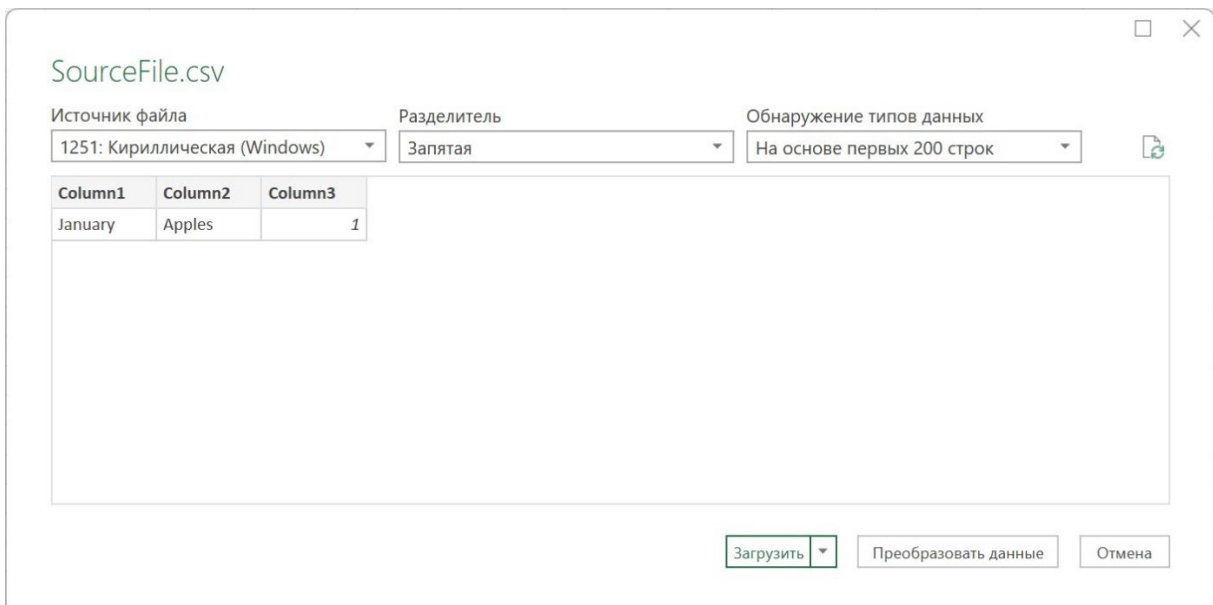 SourceFile.csv
Источник файла Разделитель Обнаружение типов данных
1251: Кириллическая (Windows) Запятая На основе первых 200 строк
Column1 Column2 Column3
January Apples 1
Загрузить Преобразовать данные Отмена